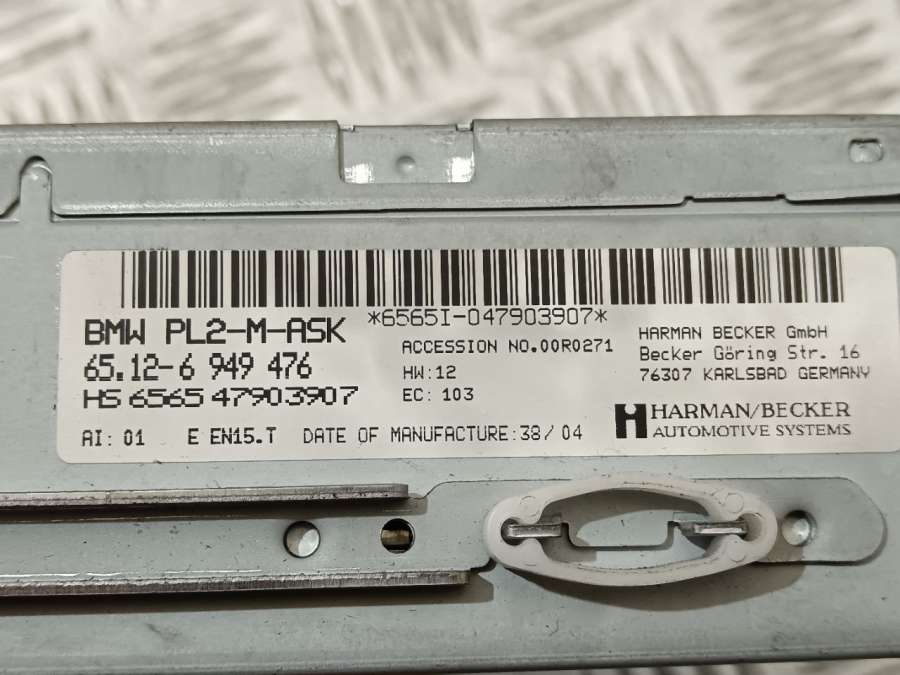 *6565I-047903907*
BMW PL2-M-ASK
65.12-6 949 476
HS 6565 47903907
ACCESSION NO.00R0271
HW:12
EC: 103
HARMAN BECKER GmbH
Becker Göring Str. 16
76307 KARLSBAD GERMANY
HARMAN/BECKER
AUTOMOTIVE SYSTEMS
AI: 01 E EN15.T DATE OF MANUFACTURE:38/04